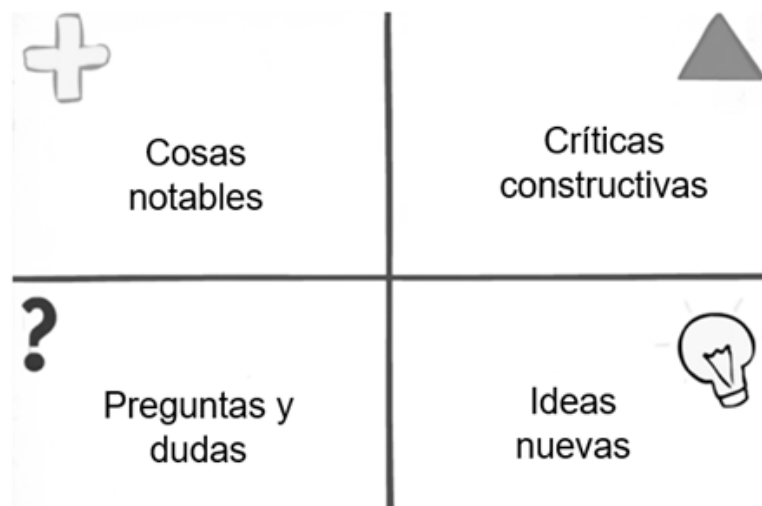 Cosas
notables
Críticas
constructivas
?
Preguntas y
dudas
Ideas
nuevas